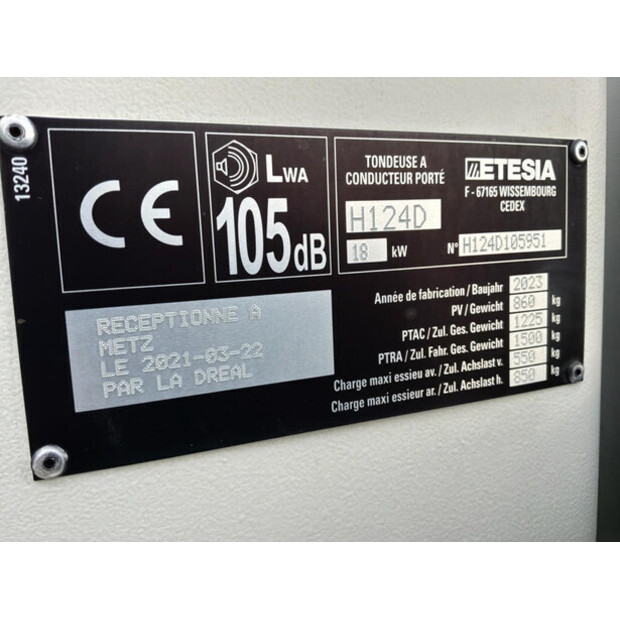 13240
CE
LWA
105dB
TONDEUSE A
CONDUCTEUR PORTÉ
H124D
18 kW
ETESIA
F - 67165 WISSEMBOURG
CEDEX
N° H124D105951
RECEPTIONNE A
METZ
LE 2021-03-22
PAR LA DREAL
Année de fabrication / Baujahr 2023
PV / Gewicht 860 kg
PTAC / Zul. Ges. Gewicht 1225 kg
PTRA / Zul. Fahr. Ges. Gewicht 1500 kg
Charge maxi essieu av. / Zul. Achslast v. 550 kg
Charge maxi essieur ar. / Zul. Achslast h. 850 kg